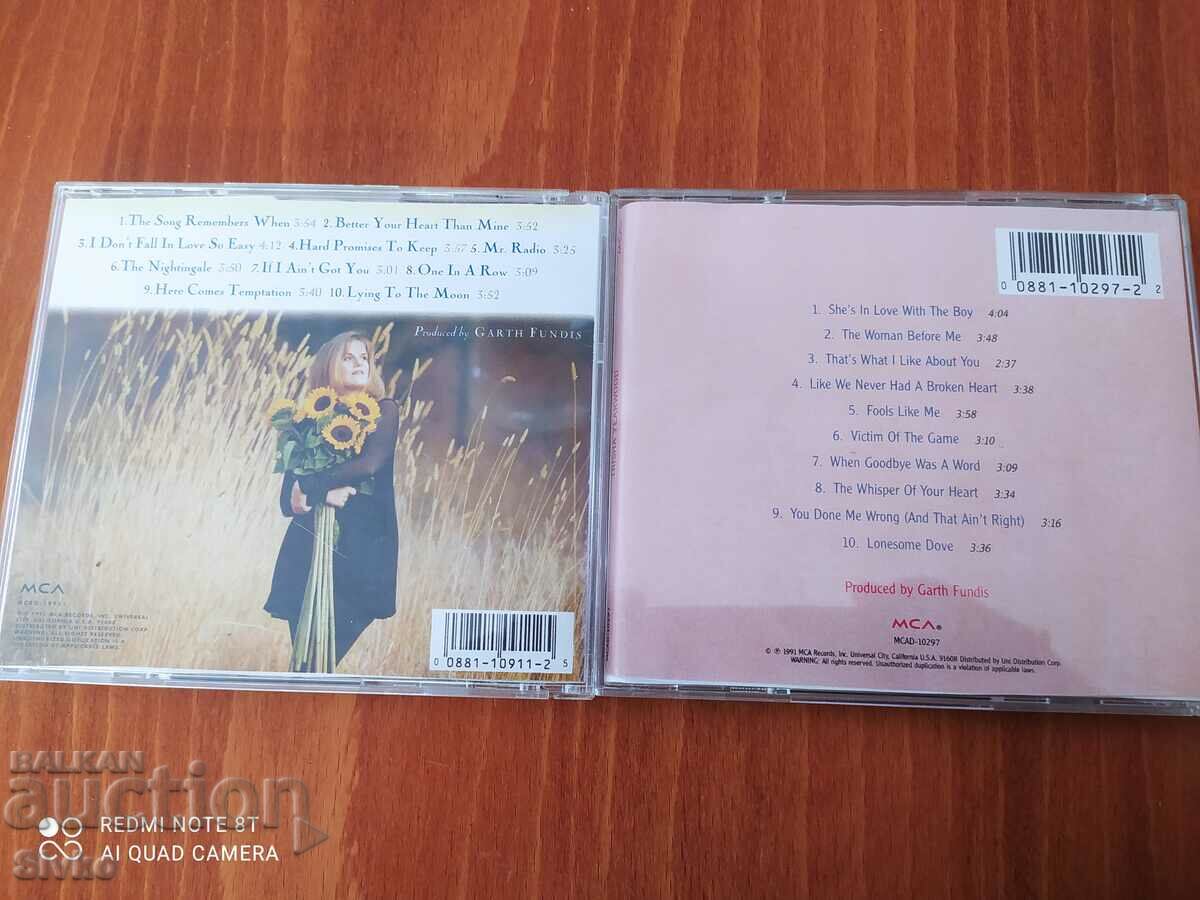 1. The Song Remembers When 3:54 2. Better Your Heart Than Mine 3:52
3. I Don't Fall In Love So Easy 4:12 4. Hard Promises To Keep 3:57 5. Mr. Radio 3:25
6. The Nightingale 3:50 7. If I Ain't Got You 3:01 8. One In A Row 3:09
9. Here Comes Temptation 3:40 10. Lying To The Moon 3:52
Produced by GARTH FUNDIS
MCA
0 0881-10911-2 5
MCA
0 0881-10297-2 2
1. She's In Love With The Boy 4:04
2. The Woman Before Me 3:48
3. That's What I Like About You 2:37
4. Like We Never Had A Broken Heart 3:38
5. Fools Like Me 3:58
6. Victim Of The Game 3:10
7. When Goodbye Was A Word 3:09
8. The Whisper Of Your Heart 3:34
9. You Done Me Wrong (And That Ain't Right) 3:16
10. Lonesome Dove 3:36
Produced by Garth Fundis
MCA®
MCAD-10297
© ℗ 1991 MCA Records, Inc. Universal City, California U.S.A. 91608 Distributed by Uni Distribution Corp.
WARNING: All rights reserved. Unauthorized duplication is a violation of applicable laws.
BALKAN
auction
REDMI NOTE 8T
AI QUAD CAMERA
Sivko